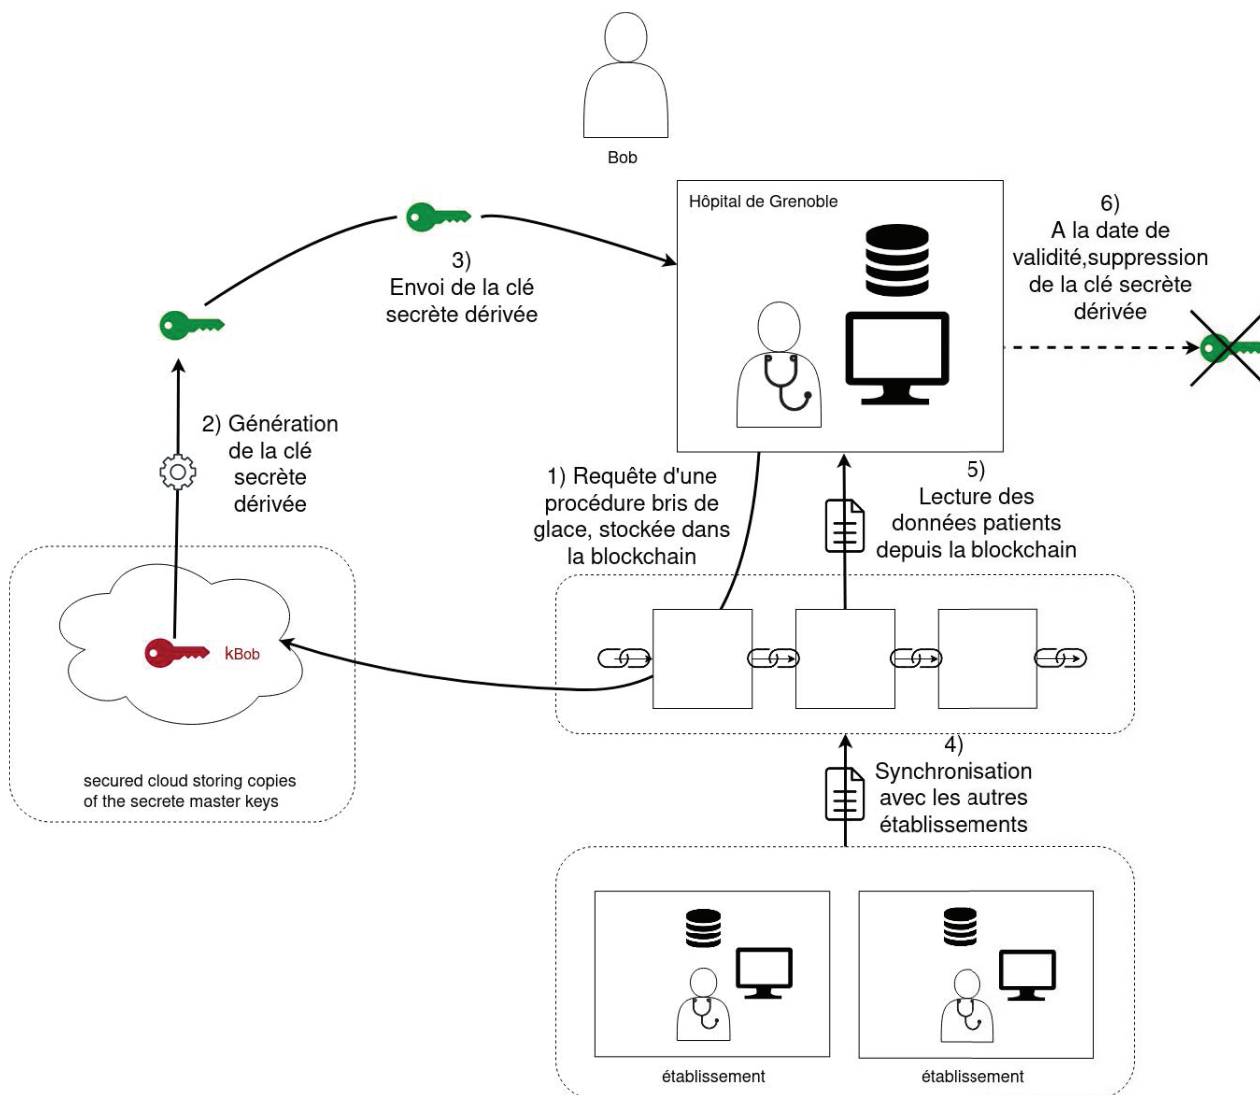 Bob
Hôpital de Grenoble
6)
A la date de
validité,suppression
de la clé secrète
dérivée
3)
Envoi de la clé
secrète dérivée
2) Génération
de la clé
secrète
dérivée
1) Requête d'une
procédure bris de
glace, stockée dans
la blockchain
5)
Lecture des
données patients
depuis la blockchain
kBob
secured cloud storing copies
of the secrete master keys
4)
Synchronisation
avec les autres
établissements
établissement
établissement